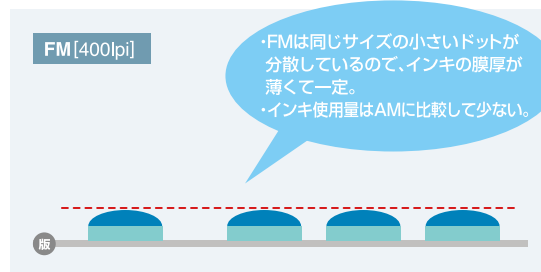 FM[400lpi]
・FMは同じサイズの小さいドットが
分散しているので、インキの膜厚が
薄くて一定。
・インキ使用量はAMに比較して少ない。
版